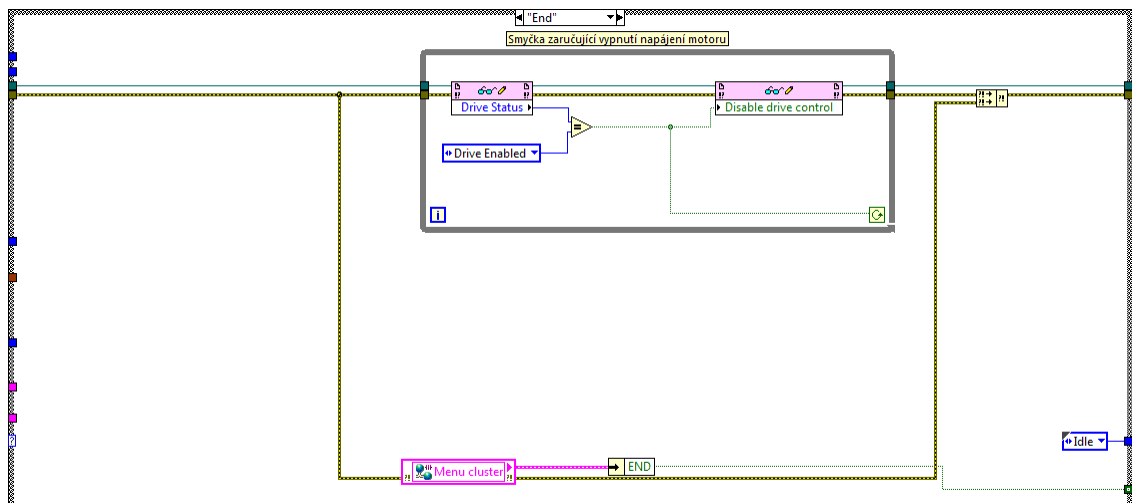 "End"
Smyčka zaručující vypnutí napájení motoru
Drive Status
Disable drive control
Drive Enabled
i
Idle
Menu cluster
END